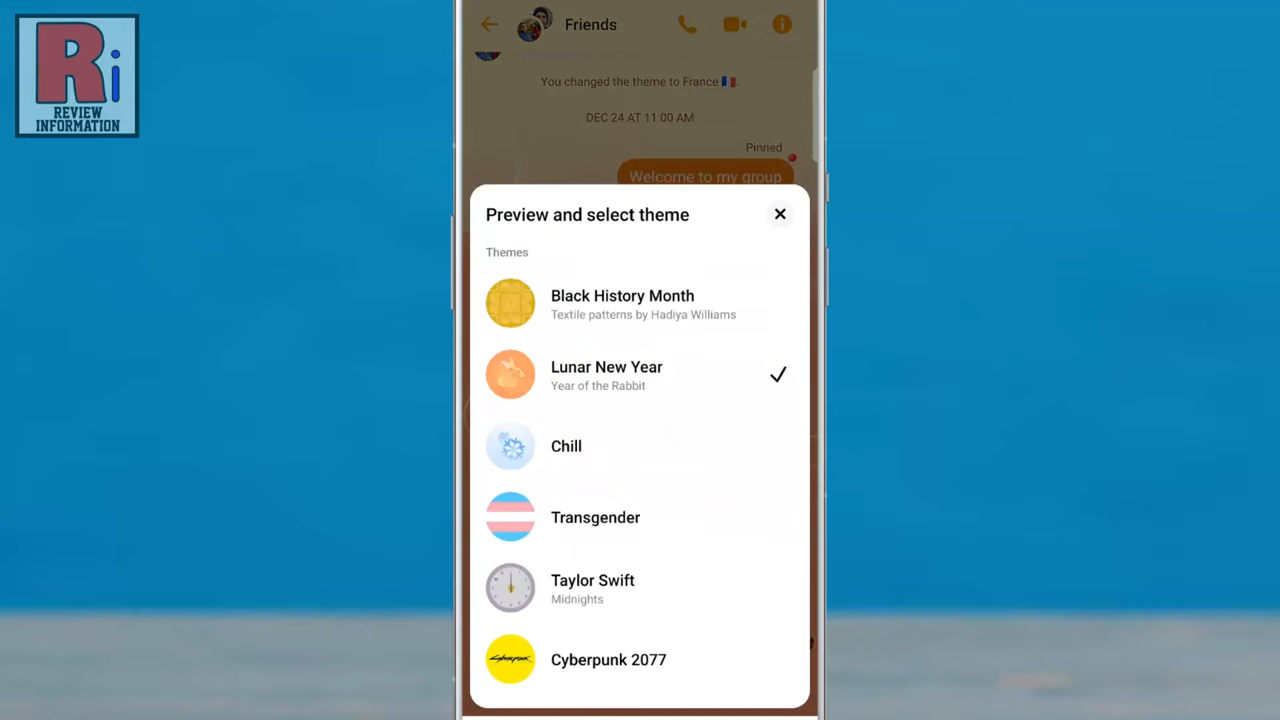 Ri
REVIEW
INFORMATION
Friends
You changed the theme to France 🇫🇷.
DEC 24 AT 11:00 AM
Pinned
Welcome to my group
Preview and select theme
Themes
Black History Month
Textile patterns by Hadiya Williams
Lunar New Year
Year of the Rabbit
Chill
Transgender
Taylor Swift
Midnights
Cyberpunk
Cyberpunk 2077